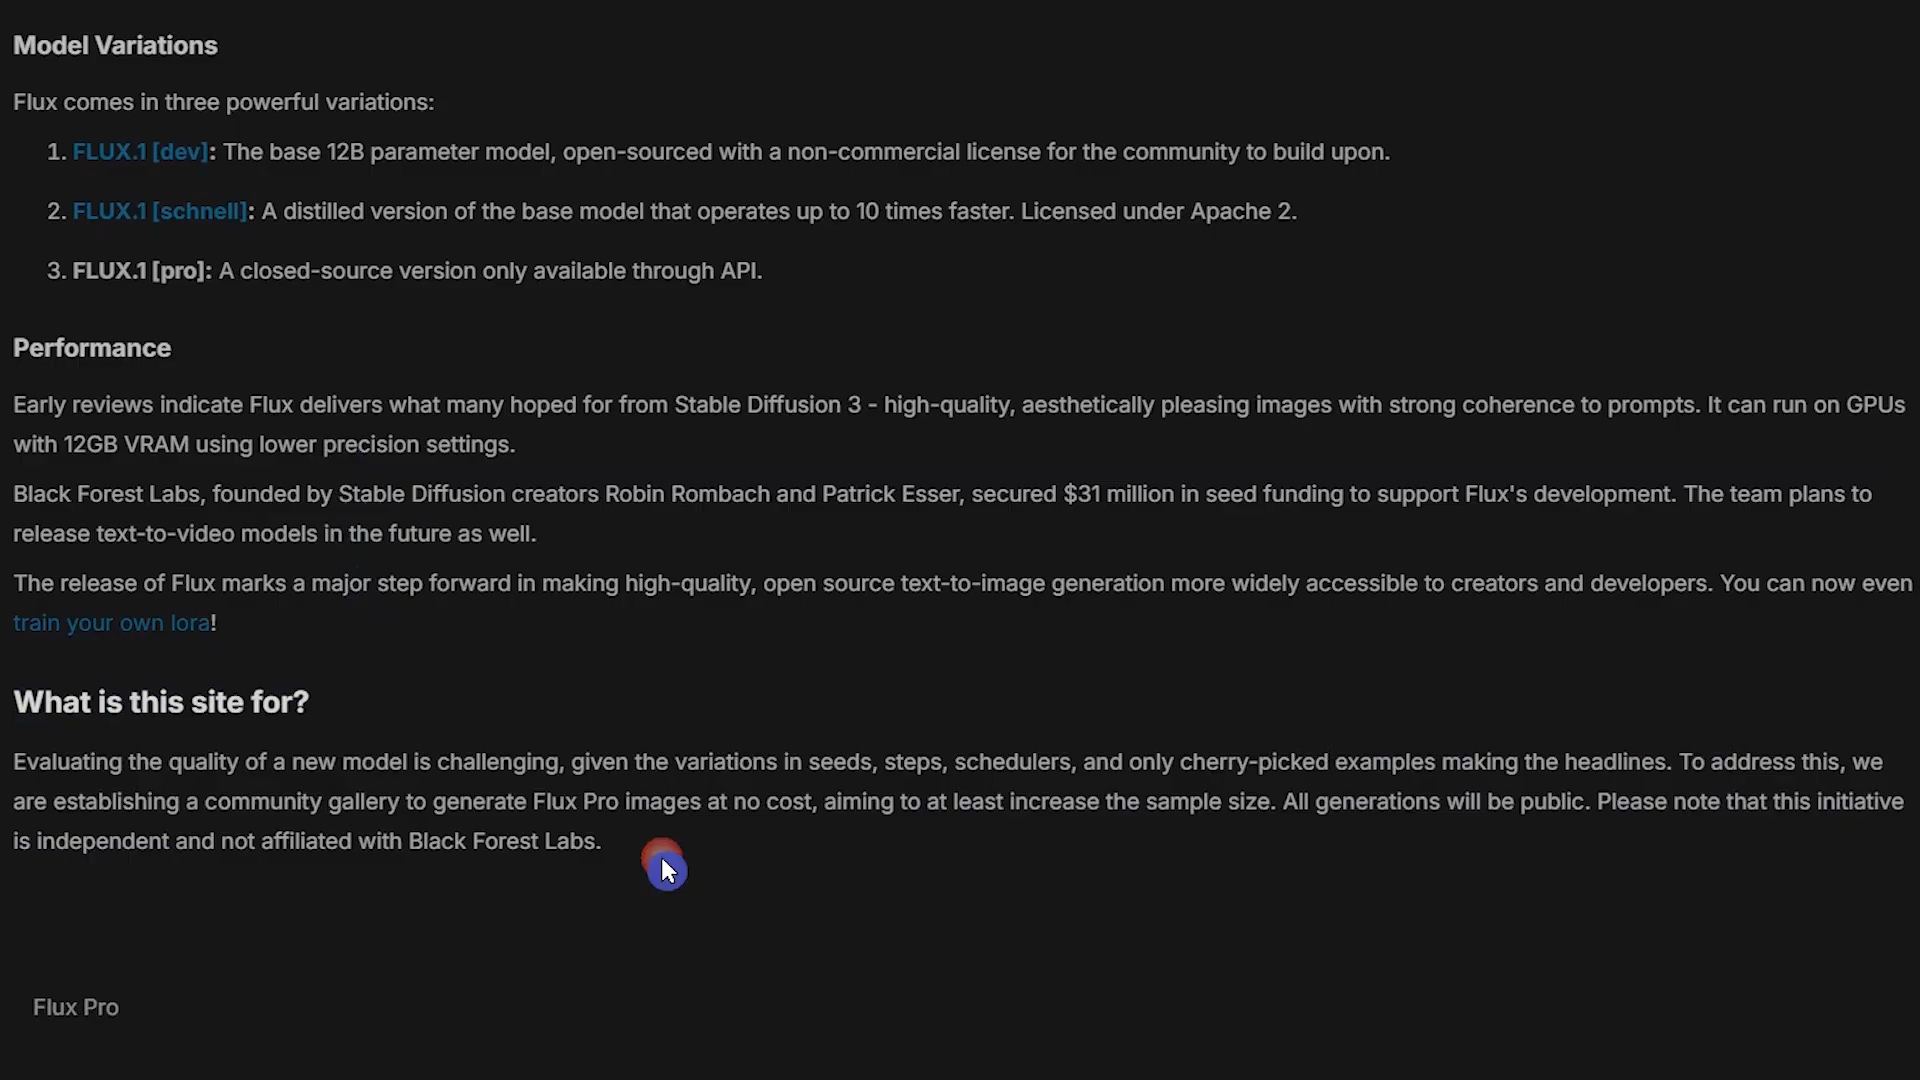 Model Variations
Flux comes in three powerful variations:
1. FLUX.1 [dev]: The base 12B parameter model, open-sourced with a non-commercial license for the community to build upon.
2. FLUX.1 [schnell]: A distilled version of the base model that operates up to 10 times faster. Licensed under Apache 2.
3. FLUX.1 [pro]: A closed-source version only available through API.
Performance
Early reviews indicate Flux delivers what many hoped for from Stable Diffusion 3 - high-quality, aesthetically pleasing images with strong coherence to prompts. It can run on GPUs
with 12GB VRAM using lower precision settings.
Black Forest Labs, founded by Stable Diffusion creators Robin Rombach and Patrick Esser, secured $31 million in seed funding to support Flux's development. The team plans to
release text-to-video models in the future as well.
The release of Flux marks a major step forward in making high-quality, open source text-to-image generation more widely accessible to creators and developers. You can now even
train your own lora!
What is this site for?
Evaluating the quality of a new model is challenging, given the variations in seeds, steps, schedulers, and only cherry-picked examples making the headlines. To address this, we
are establishing a community gallery to generate Flux Pro images at no cost, aiming to at least increase the sample size. All generations will be public. Please note that this initiative
is independent and not affiliated with Black Forest Labs.
Flux Pro